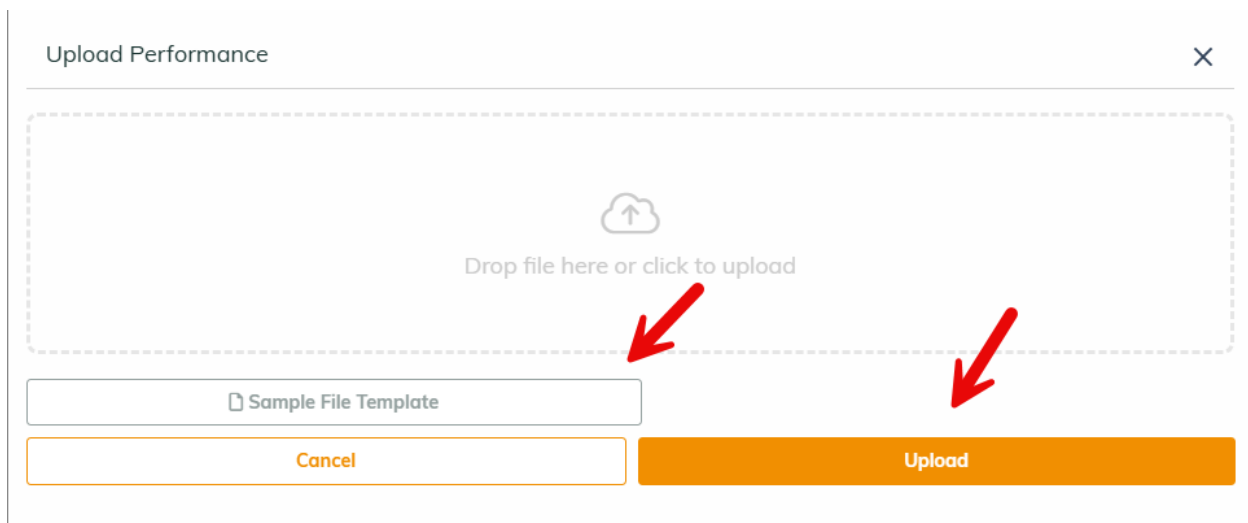 Upload Performance
Drop file here or click to upload
Sample File Template
Cancel
Upload